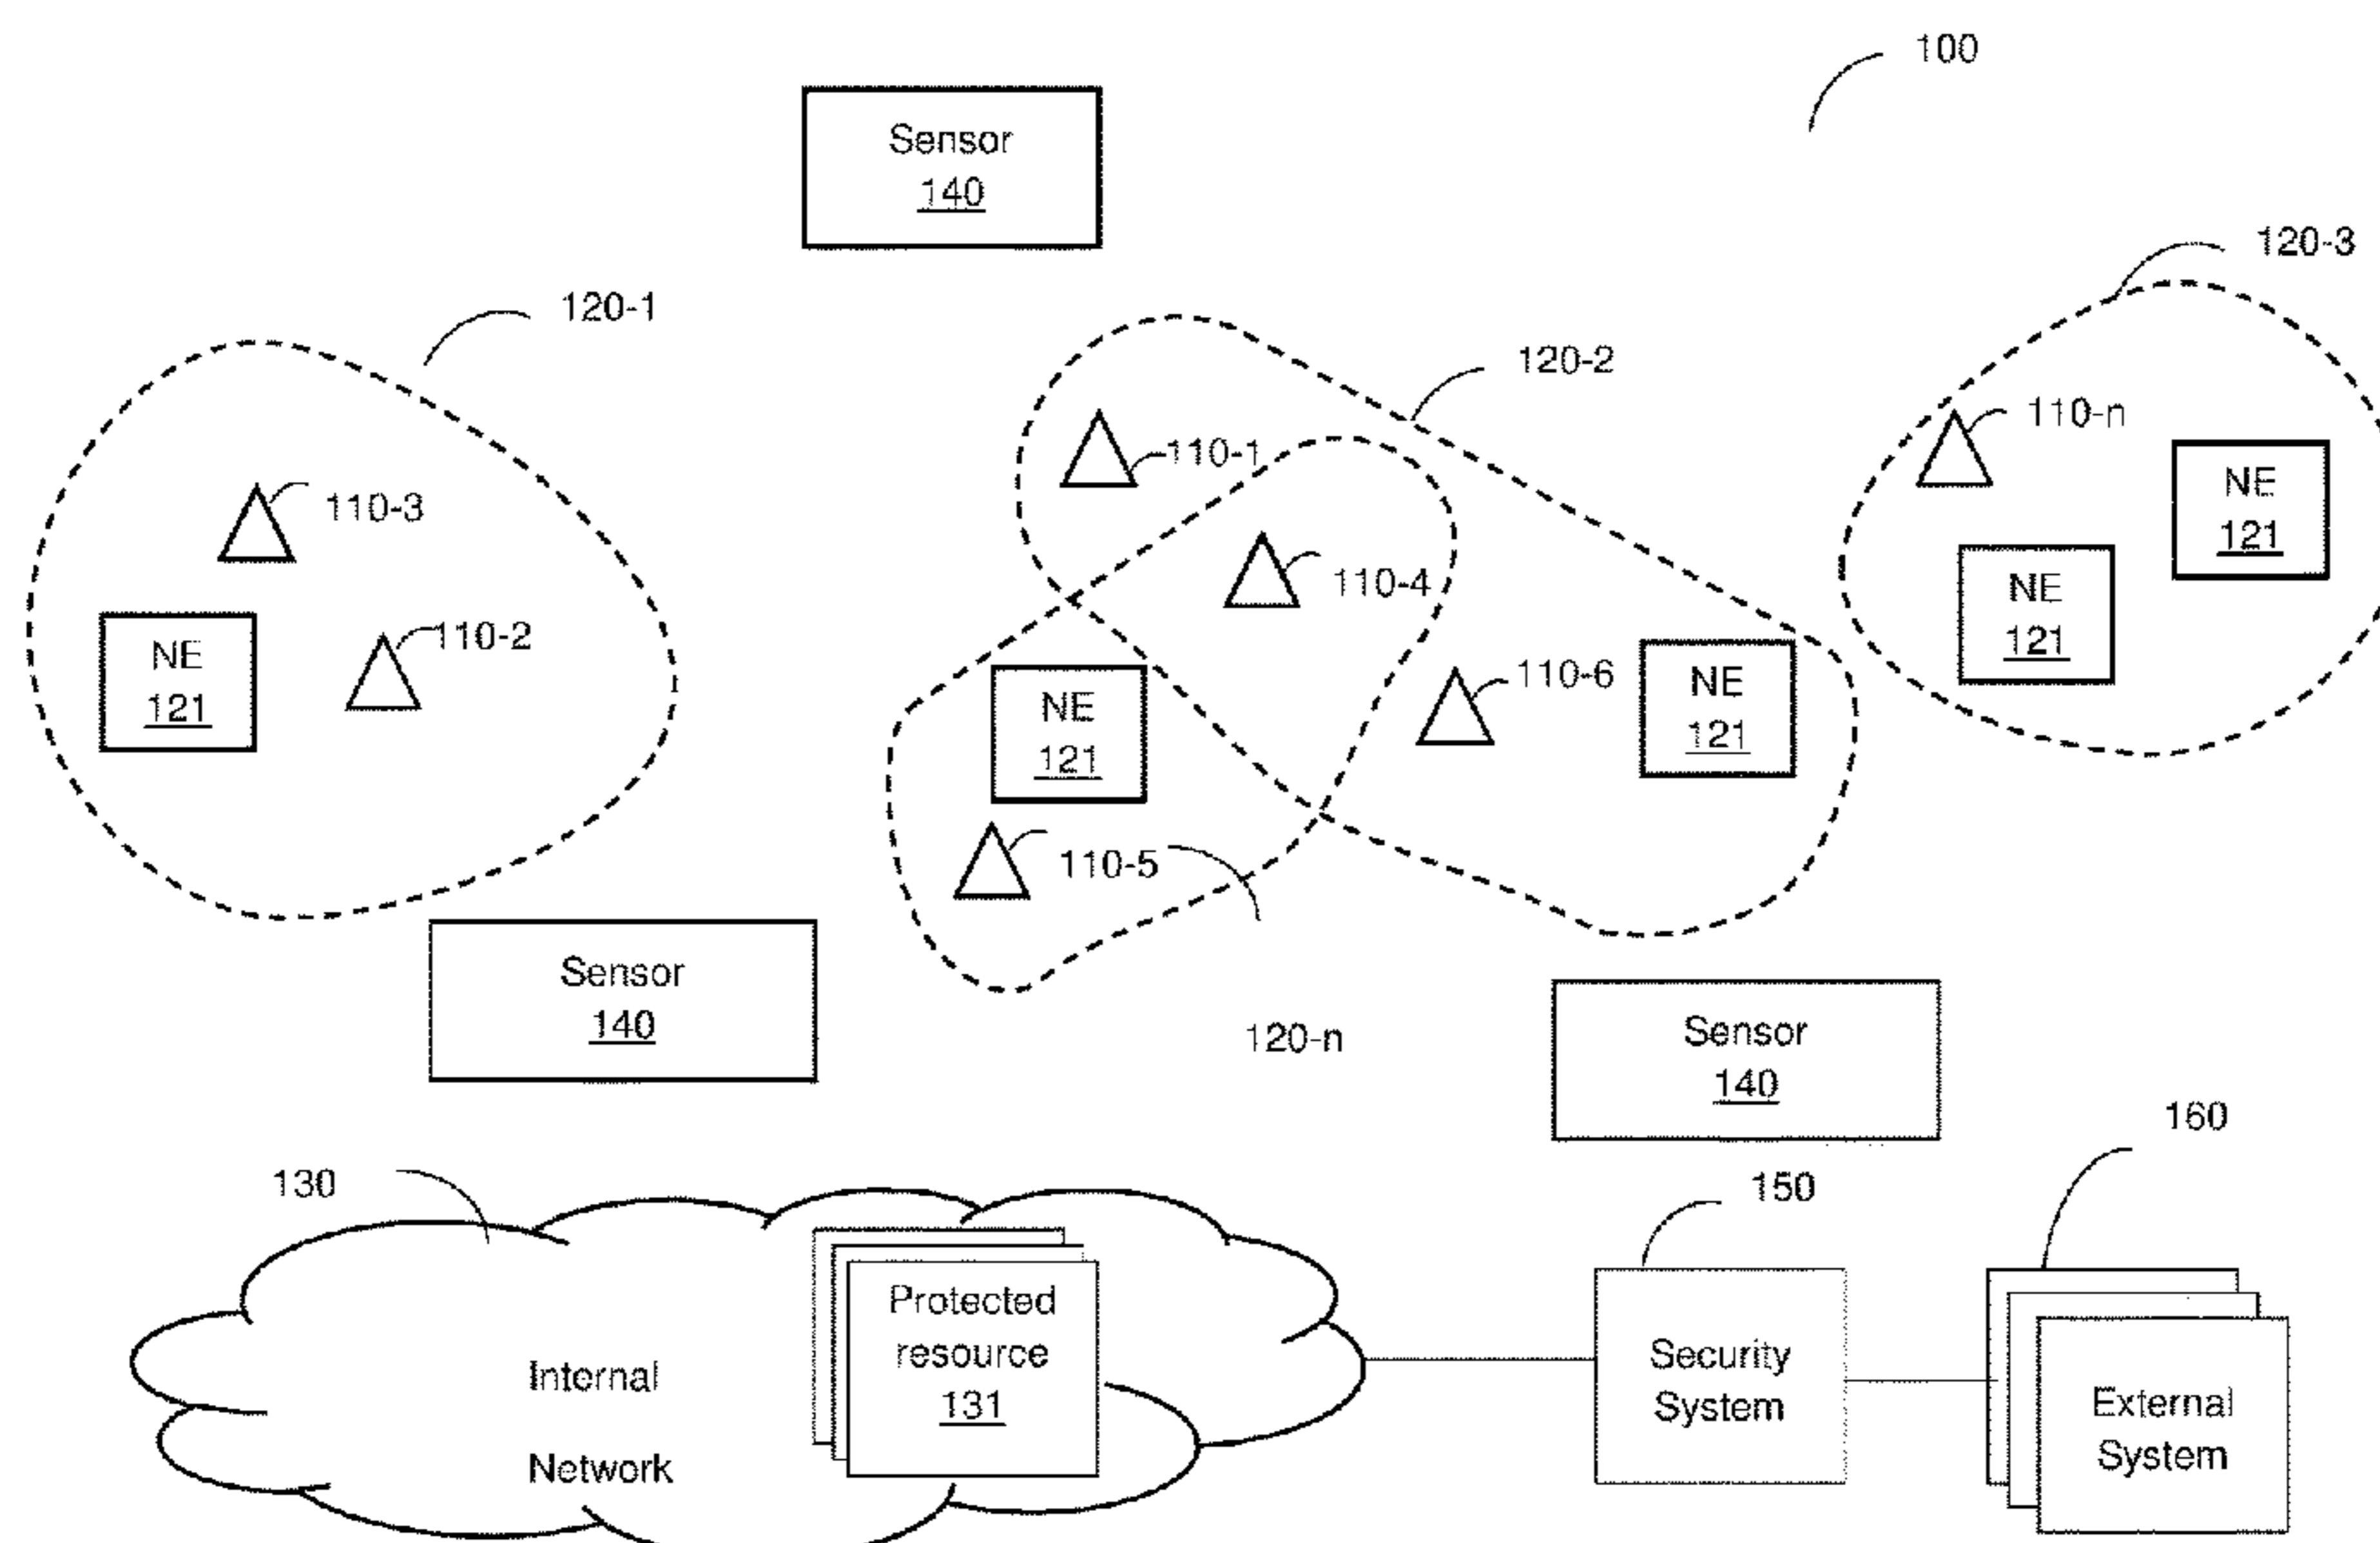 100
Sensor
140
120-3
120-1
120-2
110-n
110-1
NE
121
110-3
110-4
NE
121
110-2
110-6
NE
121
NE
121
NE
121
110-5
Sensor
140
120-n
Sensor
140
160
130
150
Protected
resource
131
Internal
Network
Security
System
External
System